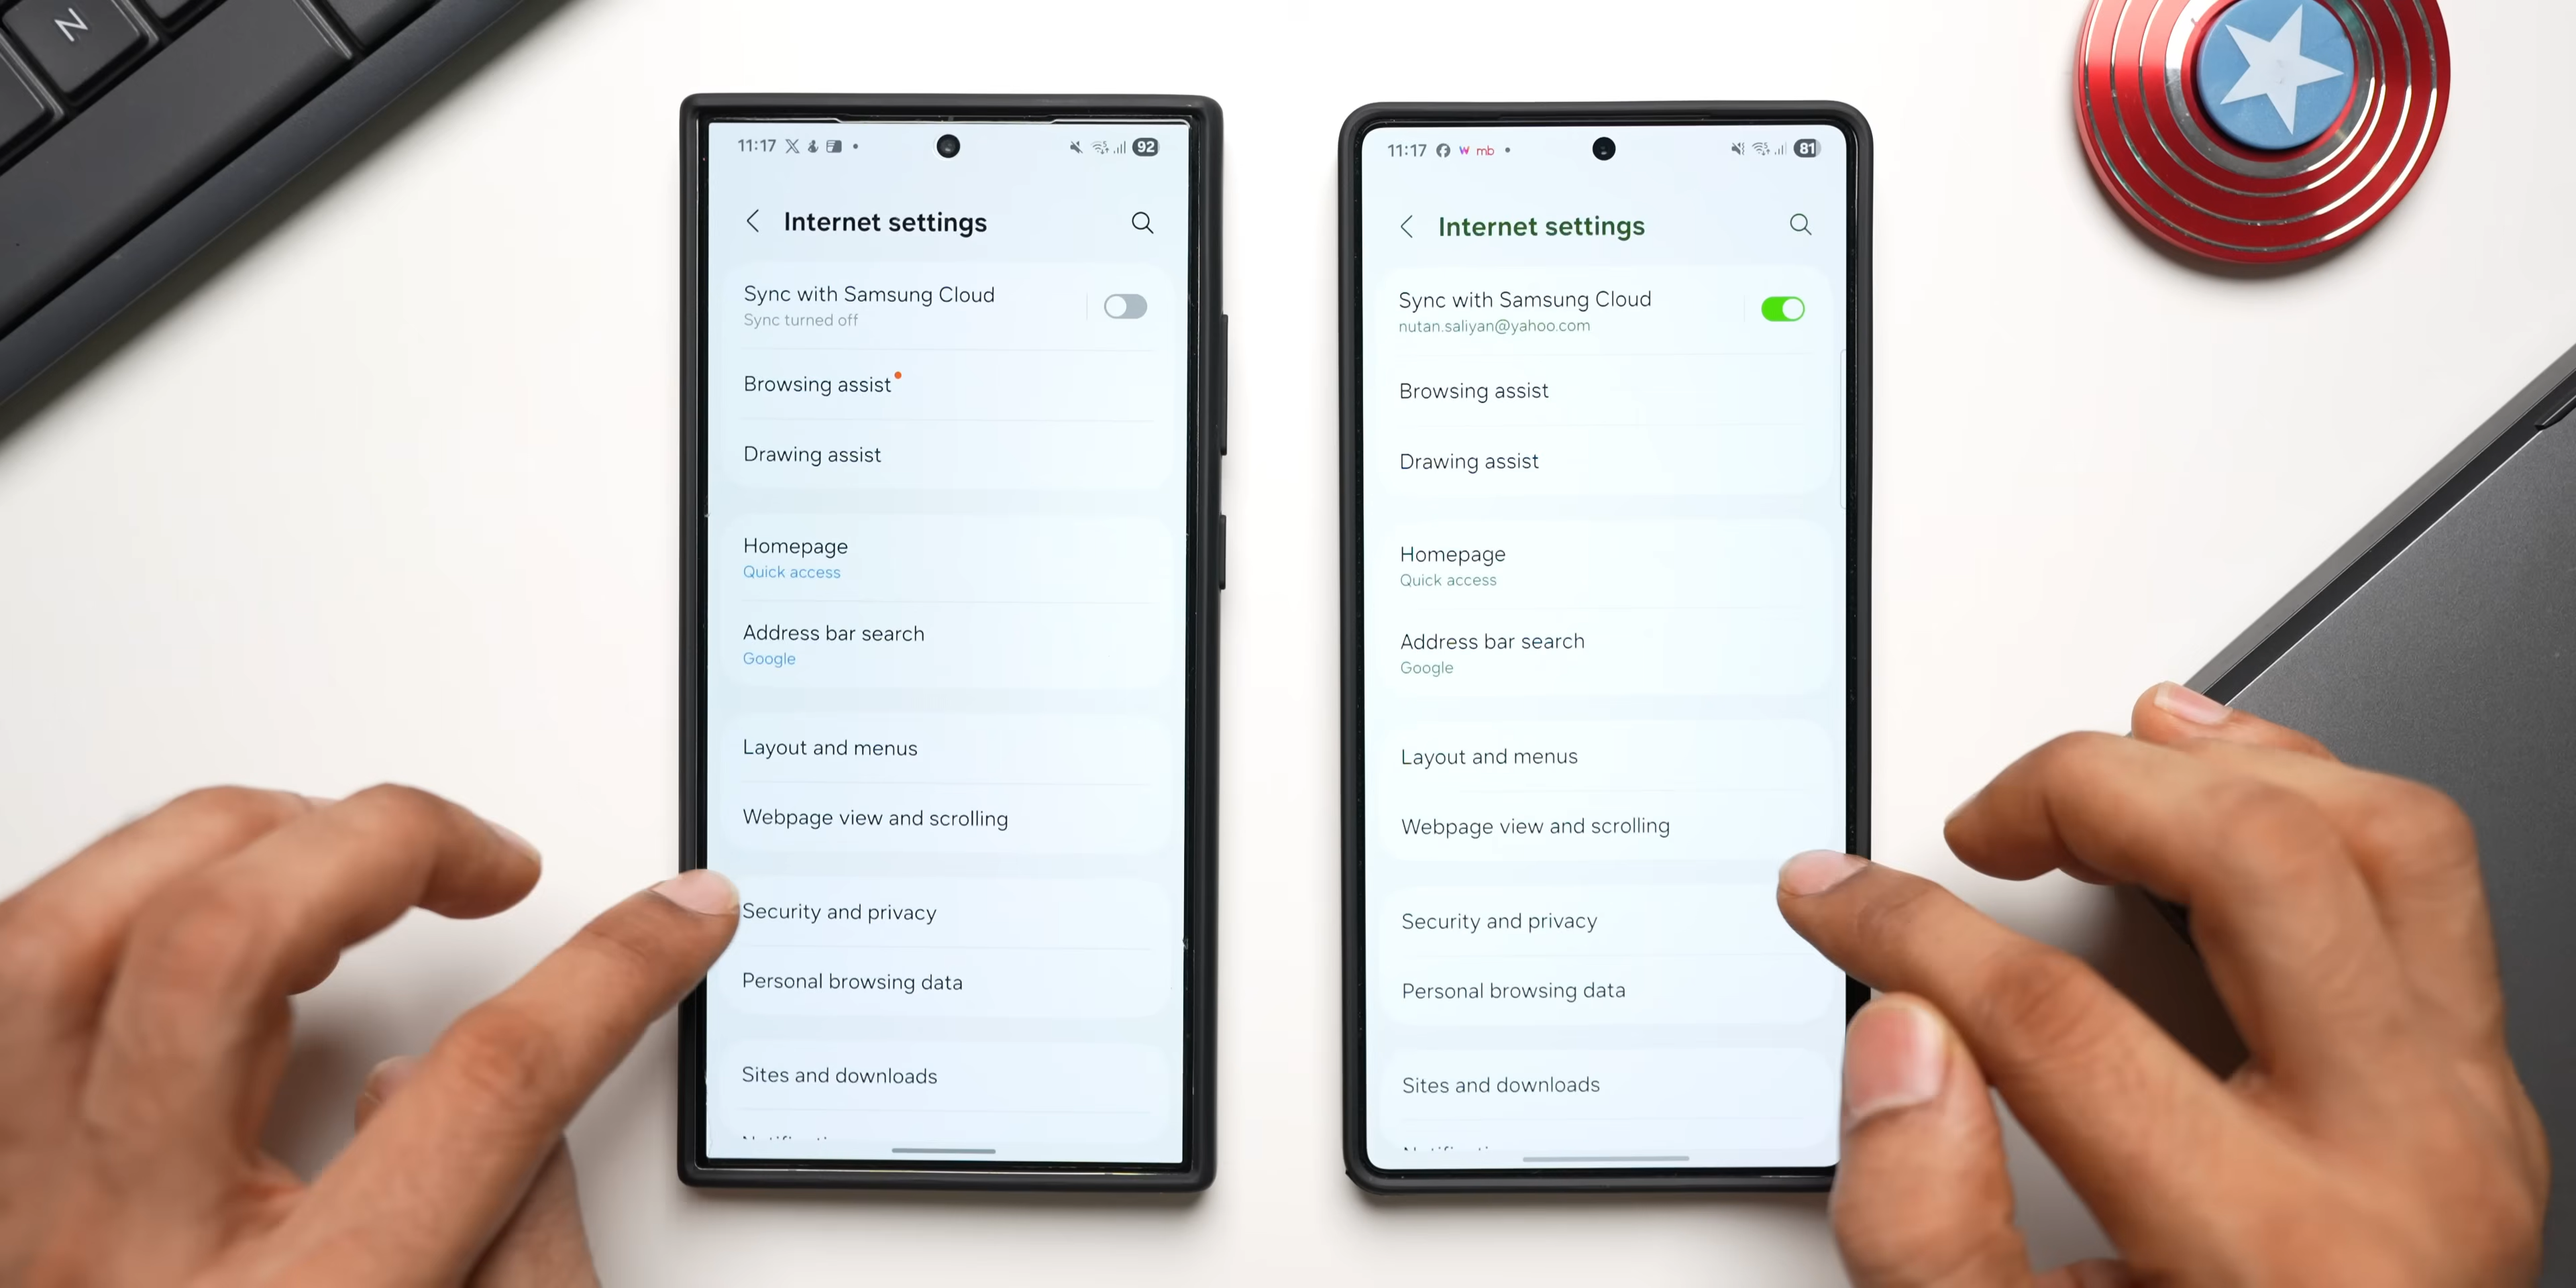 N
11:17
92
Internet settings
Sync with Samsung Cloud
Sync turned off
Browsing assist
Drawing assist
Homepage
Quick access
Address bar search
Google
Layout and menus
Webpage view and scrolling
Security and privacy
Personal browsing data
Sites and downloads
11:17 W mb
81
Internet settings
Sync with Samsung Cloud
nutan.saliyan@yahoo.com
Browsing assist
Drawing assist
Homepage
Quick access
Address bar search
Google
Layout and menus
Webpage view and scrolling
Security and privacy
Personal browsing data
Sites and downloads